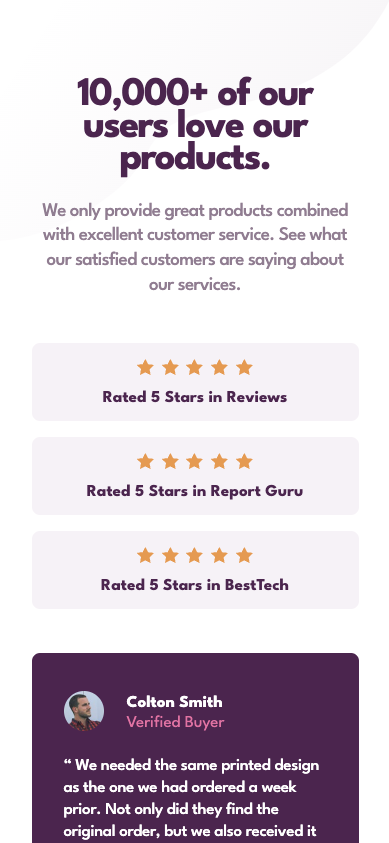 10,000+ of our
users love our
products.
We only provide great products combined
with excellent customer service. See what
our satisfied customers are saying about
our services.
Rated 5 Stars in Reviews
Rated 5 Stars in Report Guru
Rated 5 Stars in BestTech
Colton Smith
Verified Buyer
“ We needed the same printed design
as the one we had ordered a week
prior. Not only did they find the
original order, but we also received it